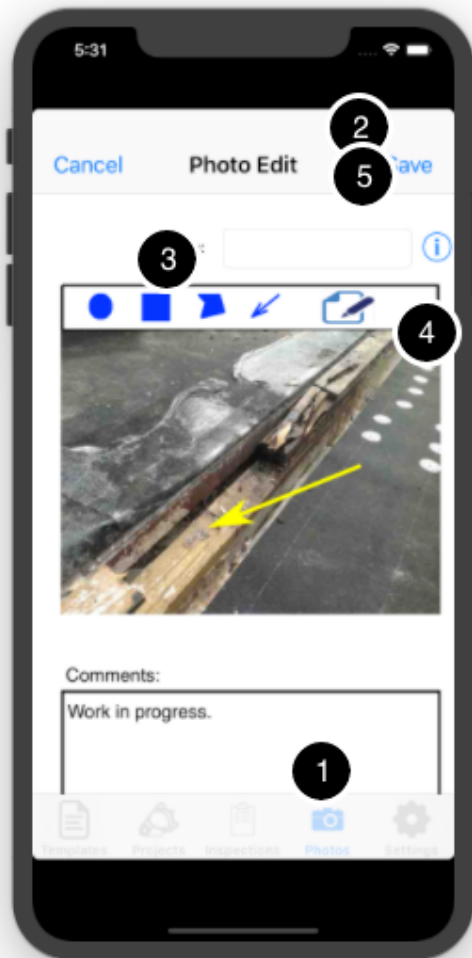 5:31
2
Cancel
Photo Edit
5
ave
3
:
4
Comments:
Work in progress.
1
Templates Projects Inspections Photos Settings